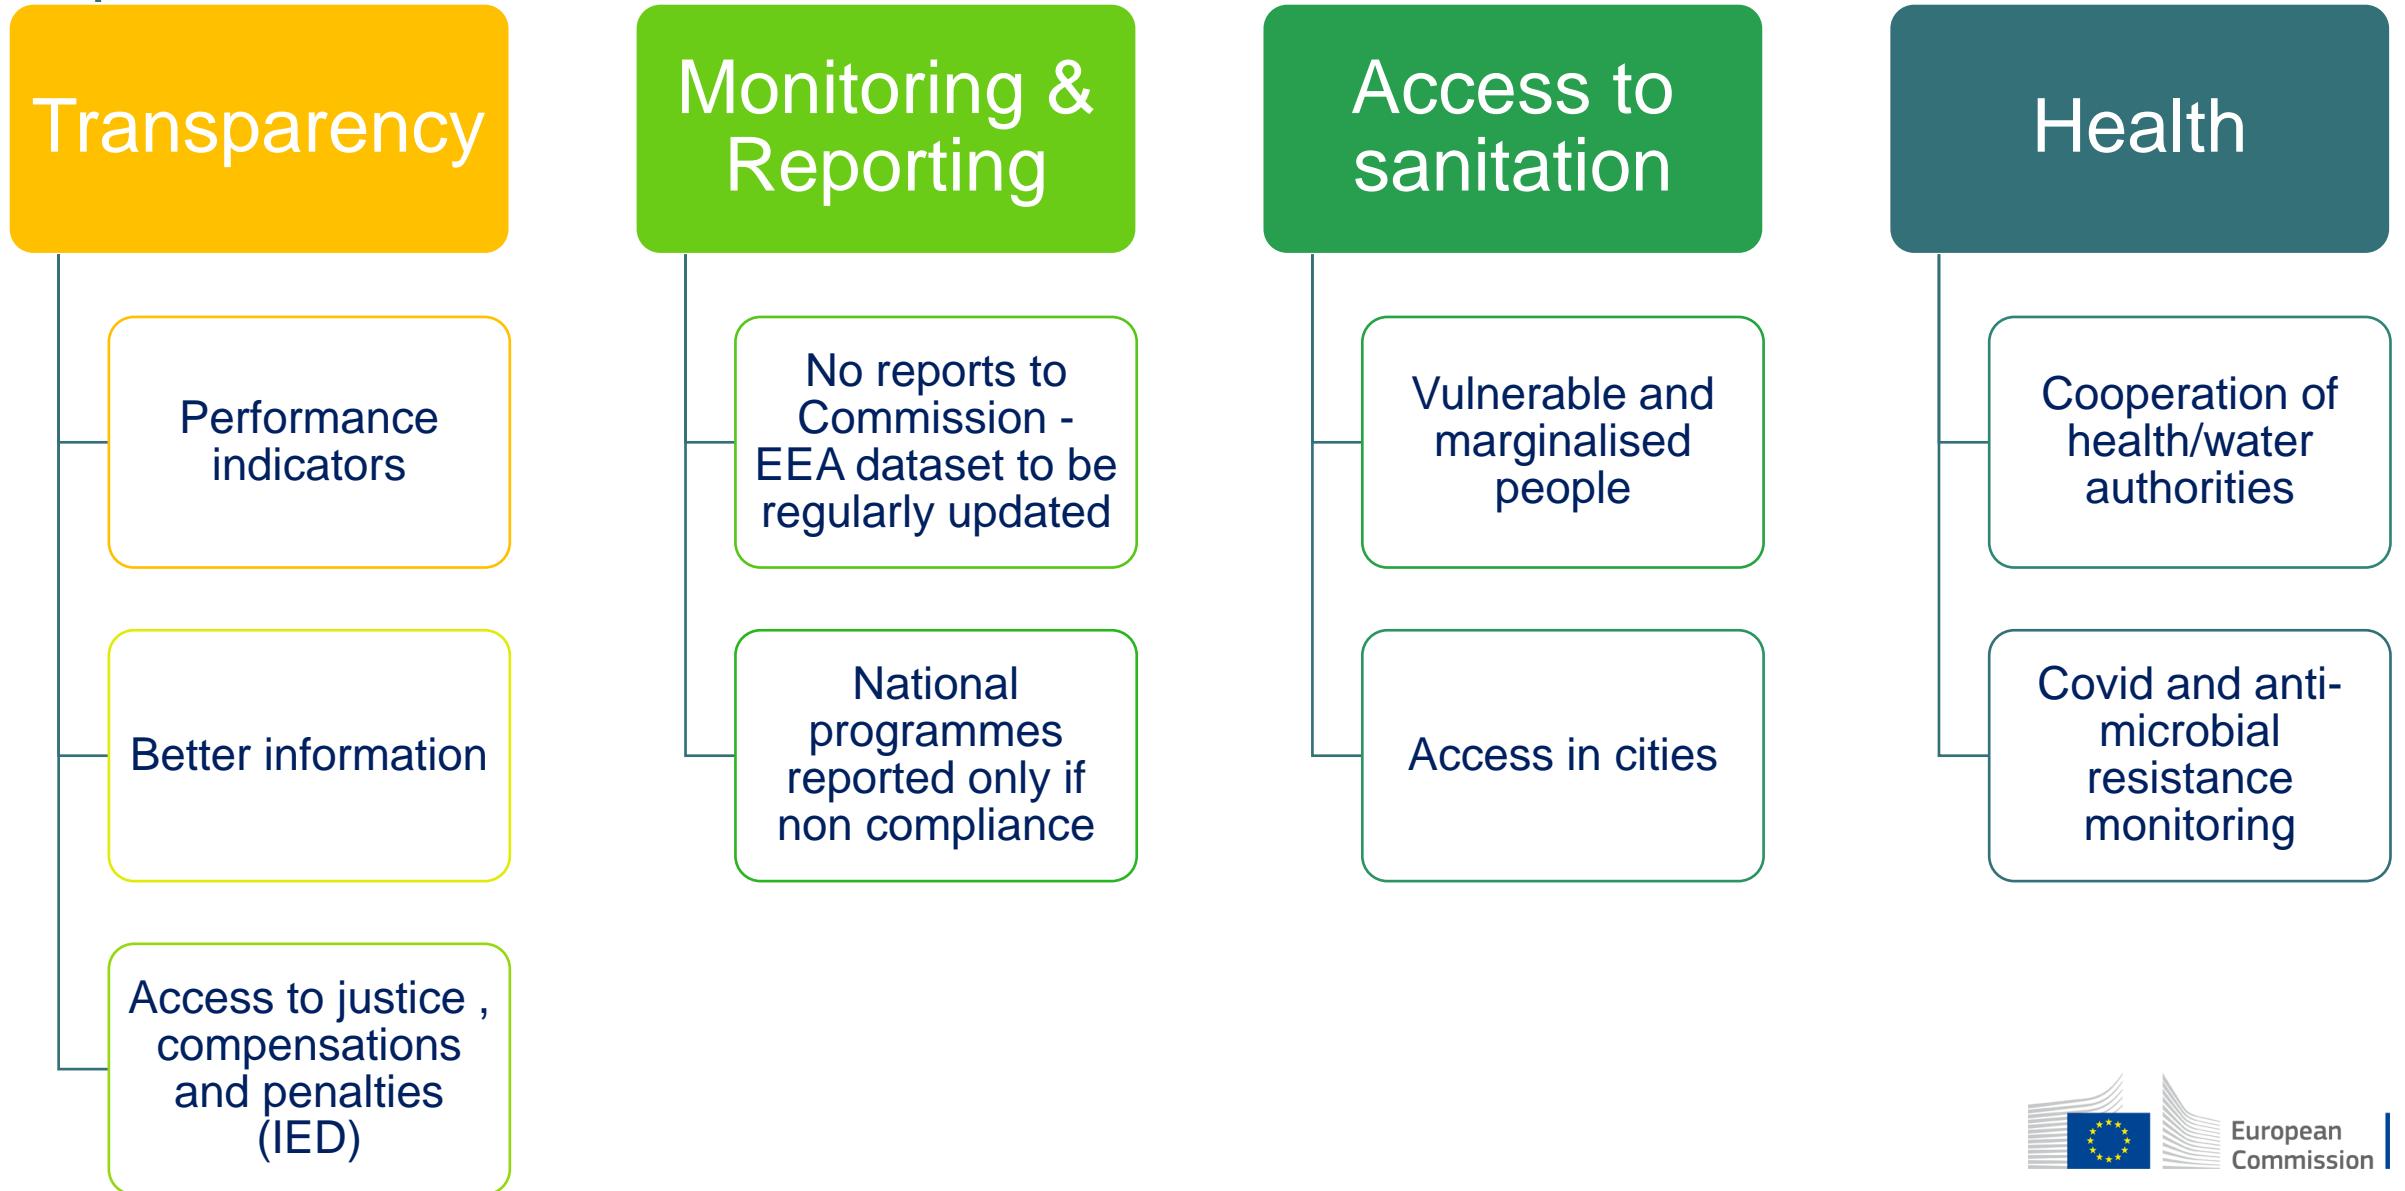 Transparency
Performance
indicators
Better information
Access to justice ,
compensations
and penalties
(IED)
Monitoring &
Reporting
No reports to
Commission -
EEA dataset to be
regularly updated
National
programmes
reported only if
non compliance
Access to
sanitation
Vulnerable and
marginalised
people
Access in cities
Health
Cooperation of
health/water
authorities
Covid and anti-
microbial
resistance
monitoring
European
Commission